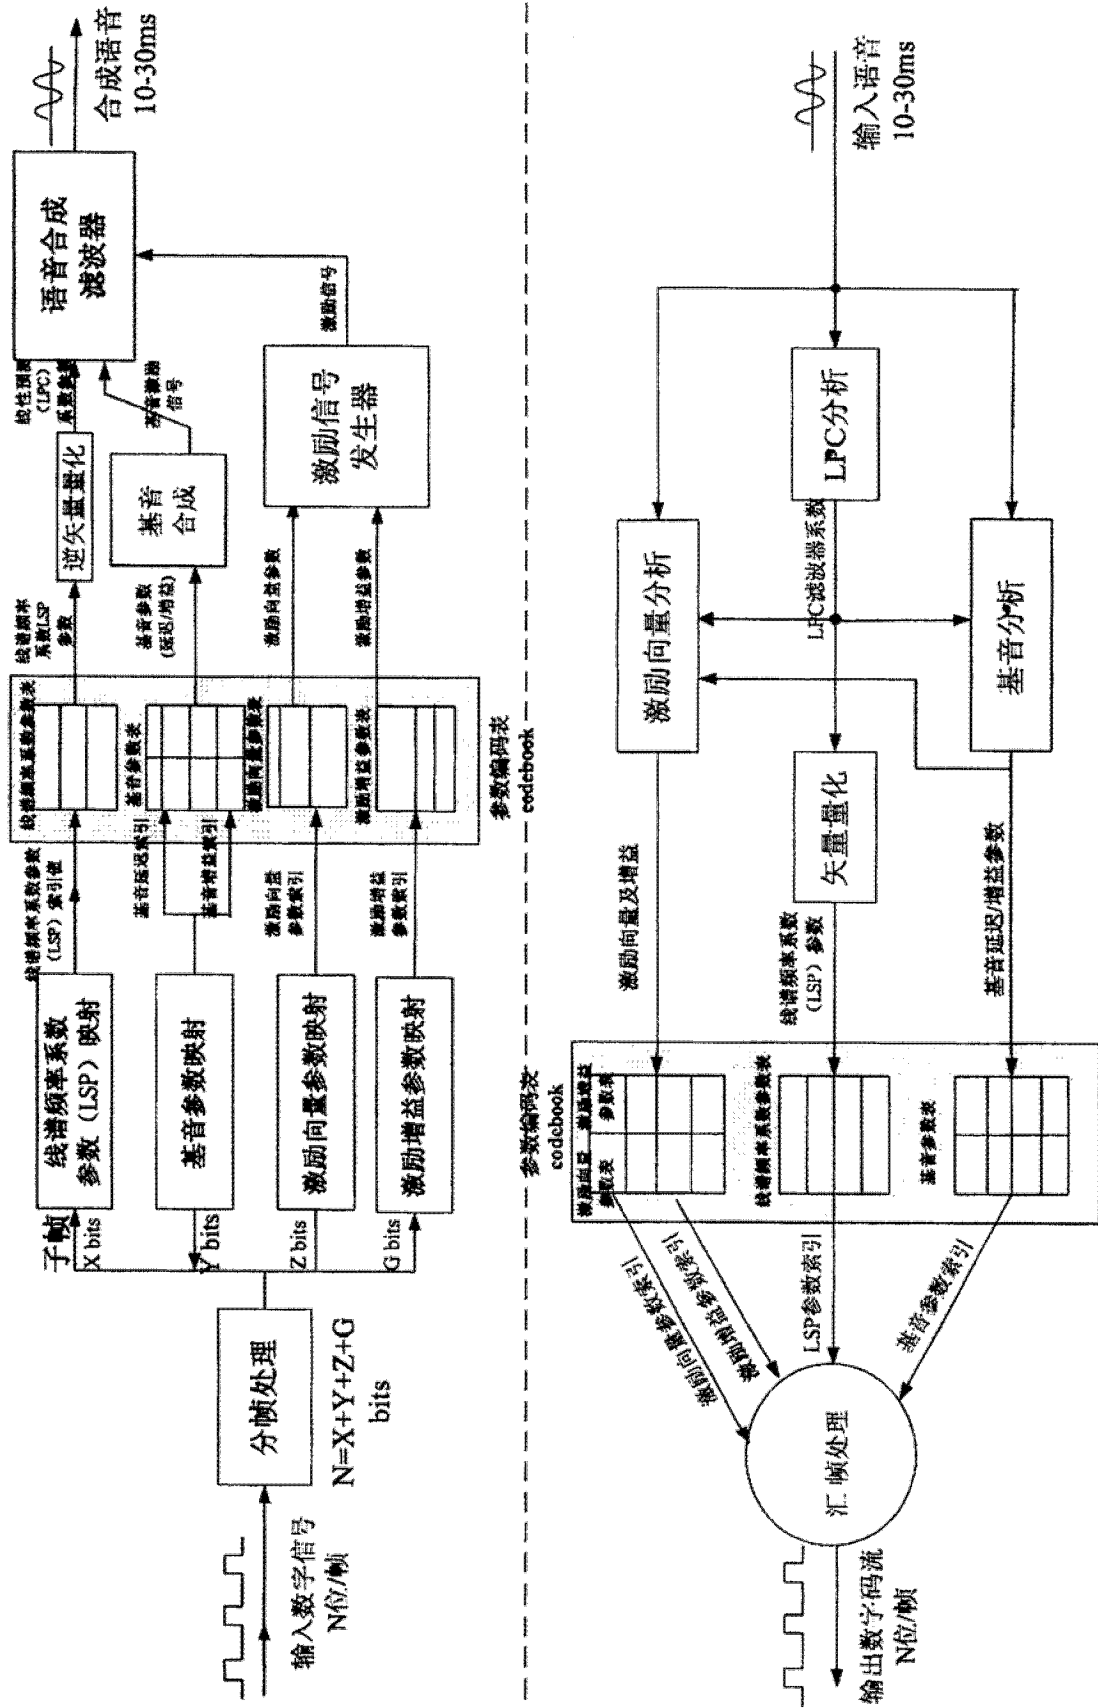 输入数字信号
N位/帧
分帧处理
N=X+Y+Z+G
bits
子帧
X bits
Y bits
Z bits
G bits
线谱频率系数
参数（LSP）映射
基音参数映射
激励向量参数映射
激励增益参数映射
线谱频率系数参数
（LSP）索引值
基音延迟索引
基音增益索引
激励向量
参数索引
激励增益
参数索引
线谱频率系数参数表
基音参数表
激励向量参数表
激励增益参数表
参数编码表
codebook
线谱频率
系数LSP
参数
基音参数
(延迟/增益)
激励向量参数
激励增益参数
逆矢量量化
基音
合成
激励信号
发生器
线性预测
（LPC）
系数参数
基音激励
信号
激励信号
语音合成
滤波器
合成语音
10-30ms
输入语音
10-30ms
LPC分析
LPC滤波器系数
激励向量分析
基音分析
矢量量化
激励向量及增益
线谱频率系数
（LSP）参数
基音延迟/增益参数
参数编码表
codebook
激励向量
参数表
激励增益
参数表
线谱频率系数参数表
基音参数表
激励向量参数索引
激励增益参数索引
LSP参数索引
基音参数索引
汇 帧处理
输出数字码流
N位/帧